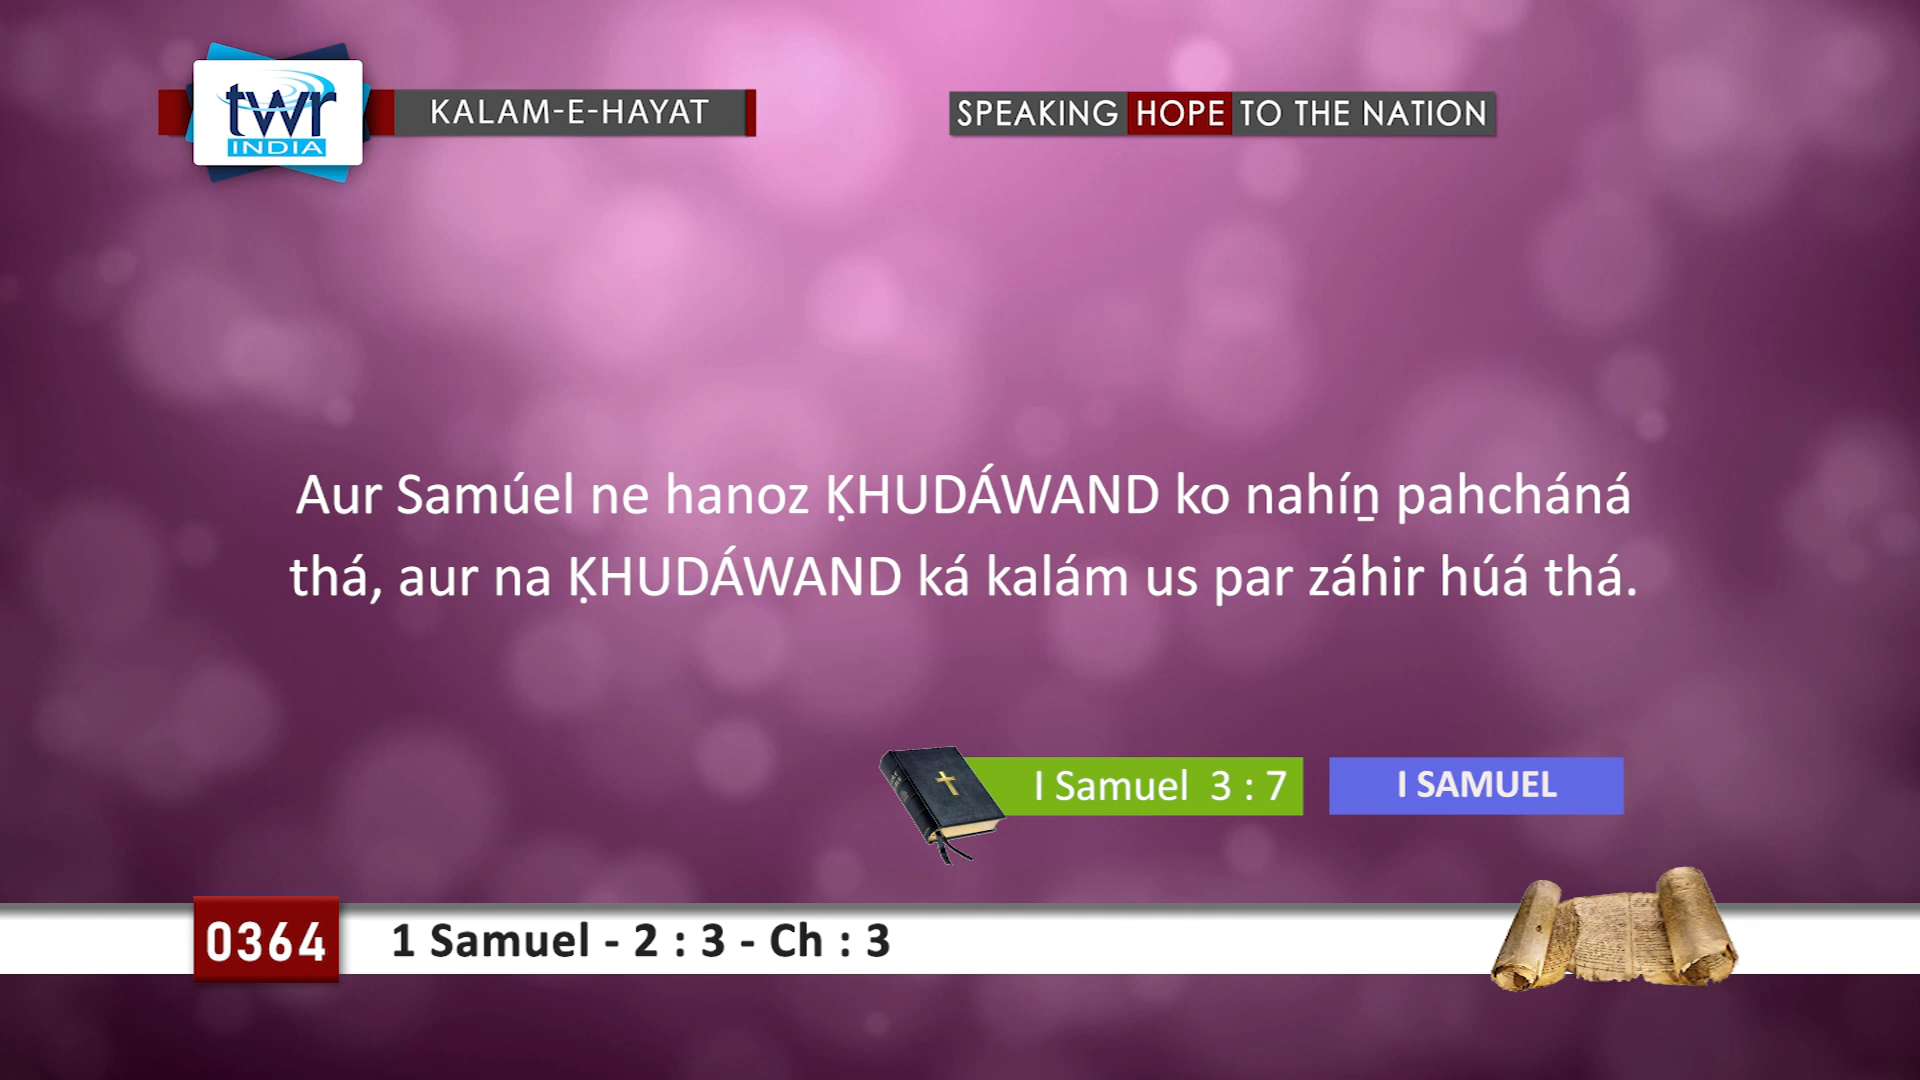 twr
INDIA
KALAM-E-HAYAT
SPEAKING HOPE TO THE NATION
Aur Samúel ne hanoz ḲHUDÁWAND ko nahíṉ pahcháná
thá, aur na ḲHUDÁWAND ká kalám us par záhir húá thá.
I Samuel 3 : 7
I SAMUEL
0364
1 Samuel - 2 : 3 - Ch : 3